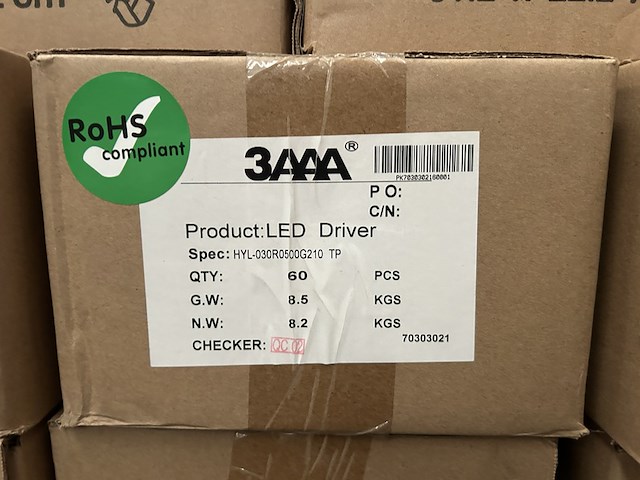 RoHS
compliant
3AAA®
PK7030302160001
P O:
C/N:
Product:LED Driver
Spec: HYL-030R0500G210 TP
QTY: 60 PCS
G.W: 8.5 KGS
N.W: 8.2 KGS
CHECKER: QC 02
70303021